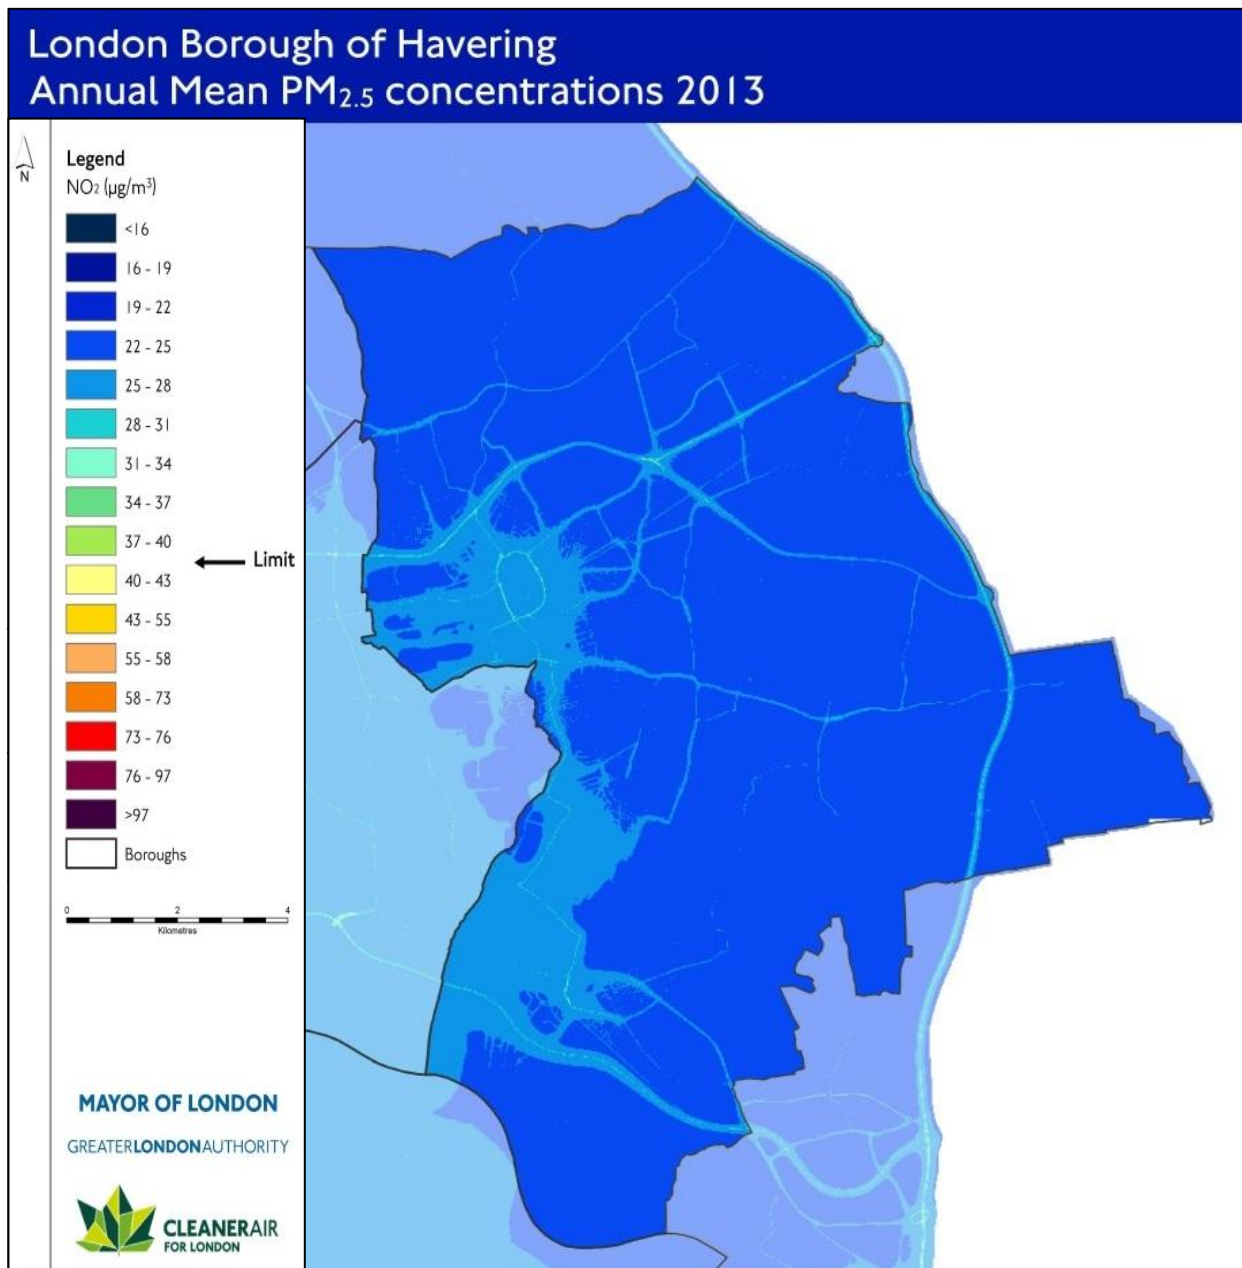 London Borough of Havering
Annual Mean PM2.5 concentrations 2013
N
Legend
NO2 (µg/m³)
<16
16 - 19
19 - 22
22 - 25
25 - 28
28 - 31
31 - 34
34 - 37
37 - 40
Limit
40 - 43
43 - 55
55 - 58
58 - 73
73 - 76
76 - 97
>97
Boroughs
0 2 4
Kilometres
MAYOR OF LONDON
GREATERLONDONAUTHORITY
CLEANERAIR
FOR LONDON